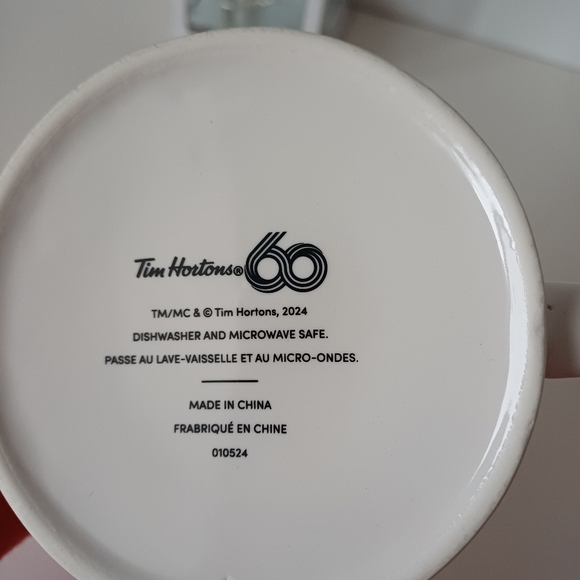 Tim Hortons® 60
TM/MC & © Tim Hortons, 2024
DISHWASHER AND MICROWAVE SAFE.
PASSE AU LAVE-VAISSELLE ET AU MICRO-ONDES.
MADE IN CHINA
FRABRIQUÉ EN CHINE
010524